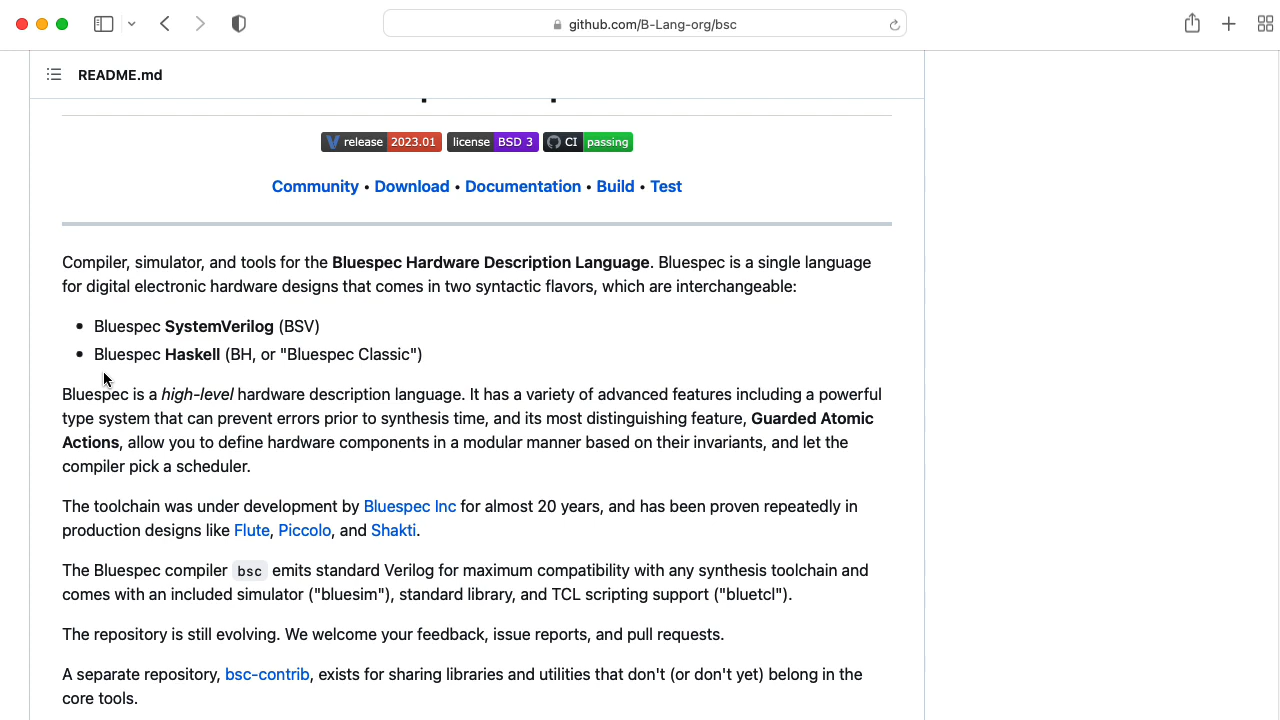 github.com/B-Lang-org/bsc
README.md
release 2023.01 license BSD 3 CI passing
Community • Download • Documentation • Build • Test
Compiler, simulator, and tools for the Bluespec Hardware Description Language. Bluespec is a single language
for digital electronic hardware designs that comes in two syntactic flavors, which are interchangeable:
• Bluespec SystemVerilog (BSV)
• Bluespec Haskell (BH, or "Bluespec Classic")
Bluespec is a high-level hardware description language. It has a variety of advanced features including a powerful
type system that can prevent errors prior to synthesis time, and its most distinguishing feature, Guarded Atomic
Actions, allow you to define hardware components in a modular manner based on their invariants, and let the
compiler pick a scheduler.
The toolchain was under development by Bluespec Inc for almost 20 years, and has been proven repeatedly in
production designs like Flute, Piccolo, and Shakti.
The Bluespec compiler bsc emits standard Verilog for maximum compatibility with any synthesis toolchain and
comes with an included simulator ("bluesim"), standard library, and TCL scripting support ("bluetcl").
The repository is still evolving. We welcome your feedback, issue reports, and pull requests.
A separate repository, bsc-contrib, exists for sharing libraries and utilities that don't (or don't yet) belong in the
core tools.